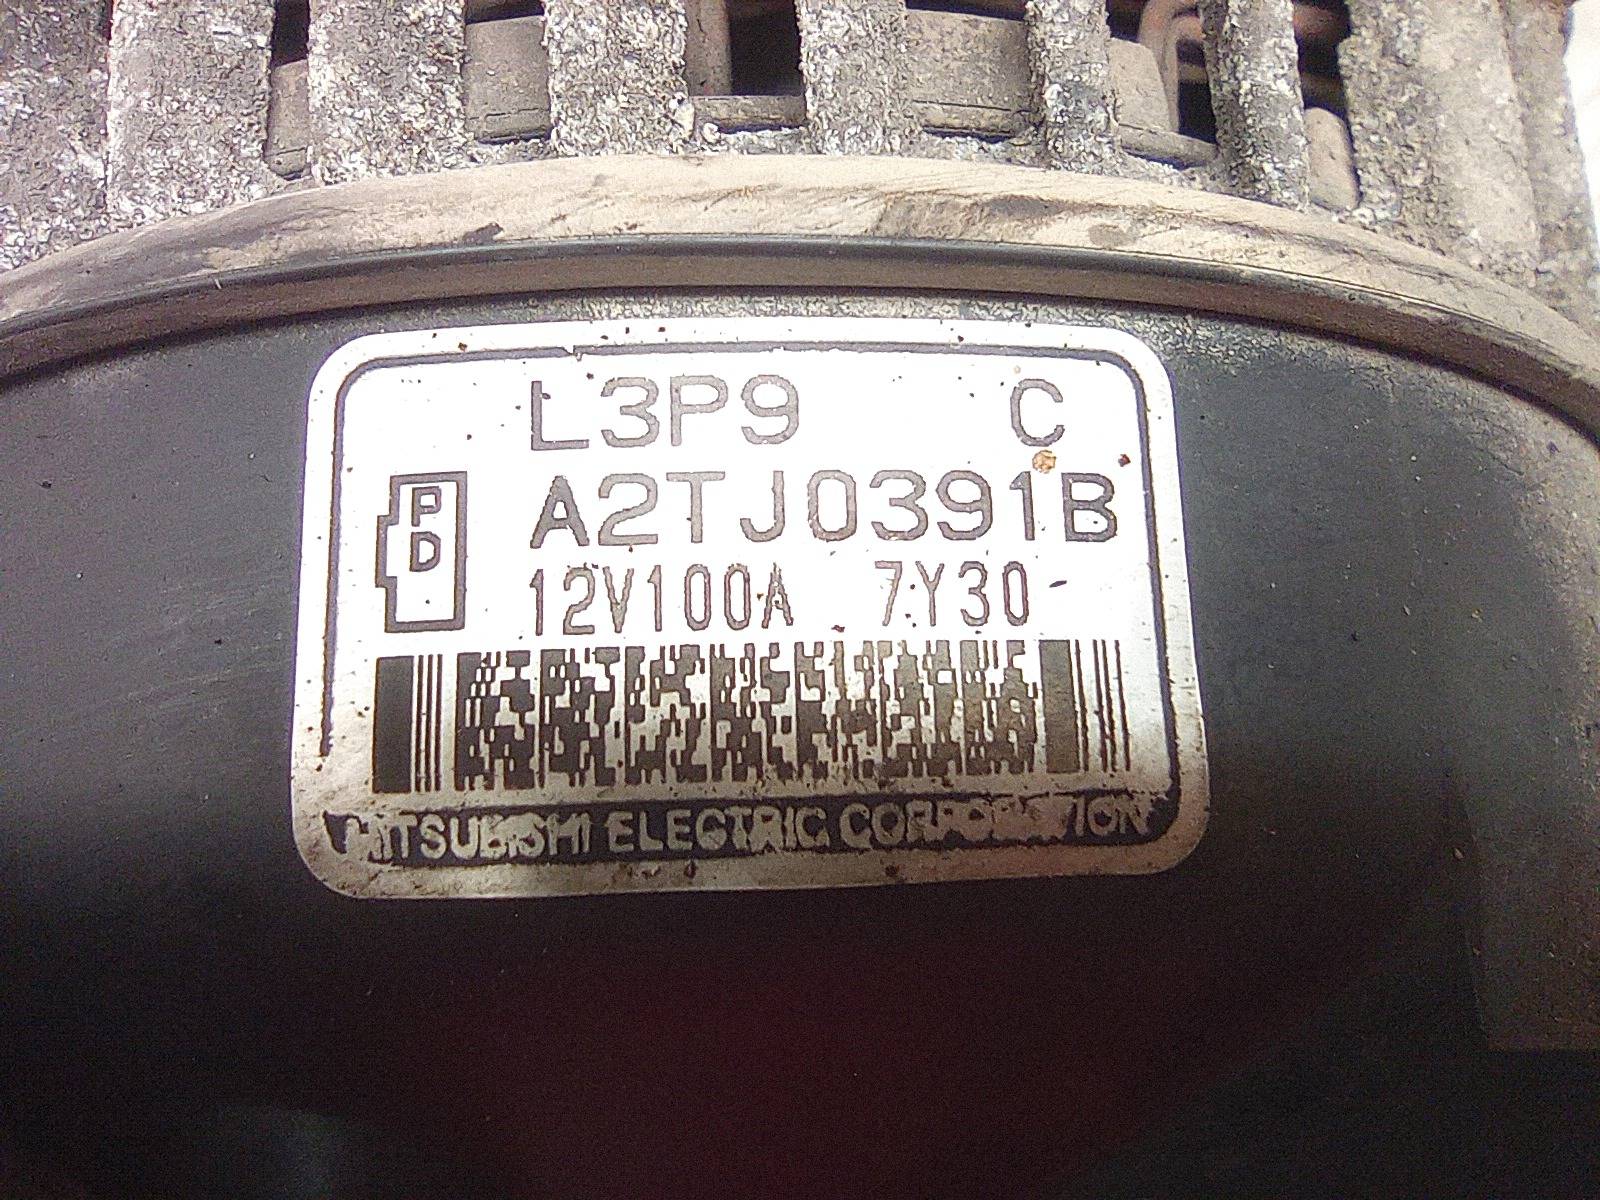 L3P9 C
P
D
A2TJ0391B
12V100A 7Y30
MITSUBISHI ELECTRIC CORPORATION